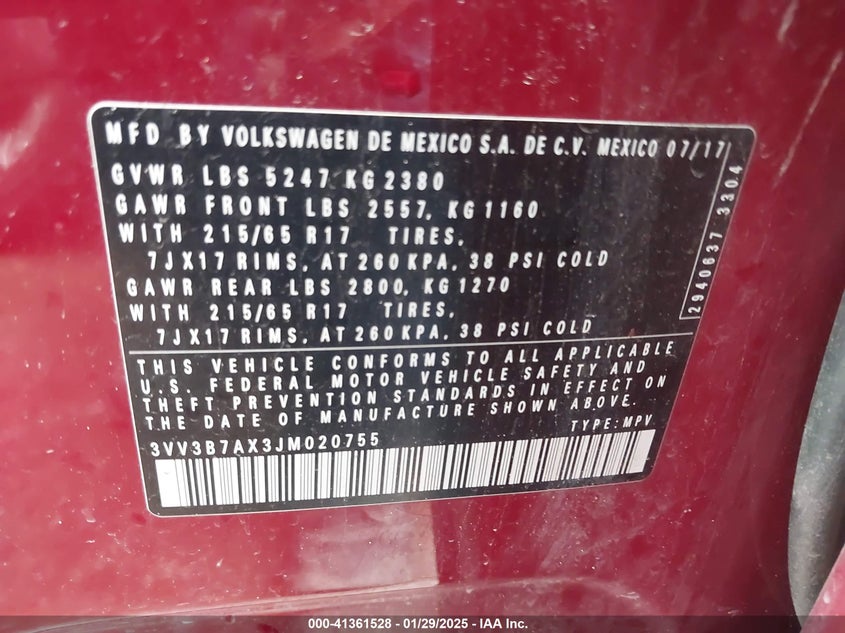 MFD BY VOLKSWAGEN DE MEXICO S.A. DE C.V. MEXICO 07/17
GVWR LBS 5247 KG 2380
GAWR FRONT LBS 2557, KG 1160
WITH 215/65 R17 TIRES,
7JX17 RIMS, AT 260 KPA, 38 PSI COLD
GAWR REAR LBS 2800, KG 1270
WITH 215/65 R17 TIRES,
7JX17 RIMS, AT 260 KPA, 38 PSI COLD
THIS VEHICLE CONFORMS TO ALL APPLICABLE
U.S. FEDERAL MOTOR VEHICLE SAFETY AND
THEFT PREVENTION STANDARDS IN EFFECT ON
THE DATE OF MANUFACTURE SHOWN ABOVE.
3VV3B7AX3JM020755 TYPE: MPV
2940637 3304
000-41361528 - 01/29/2025 - IAA Inc.